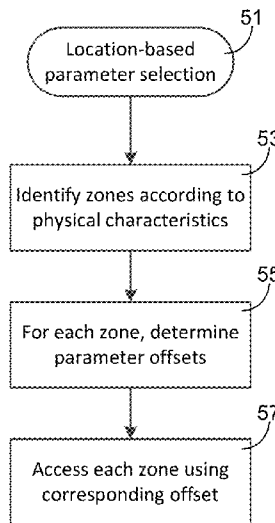 51
Location-based
parameter selection
53
Identify zones according to
physical characteristics
55
For each zone, determine
parameter offsets
57
Access each zone using
corresponding offset